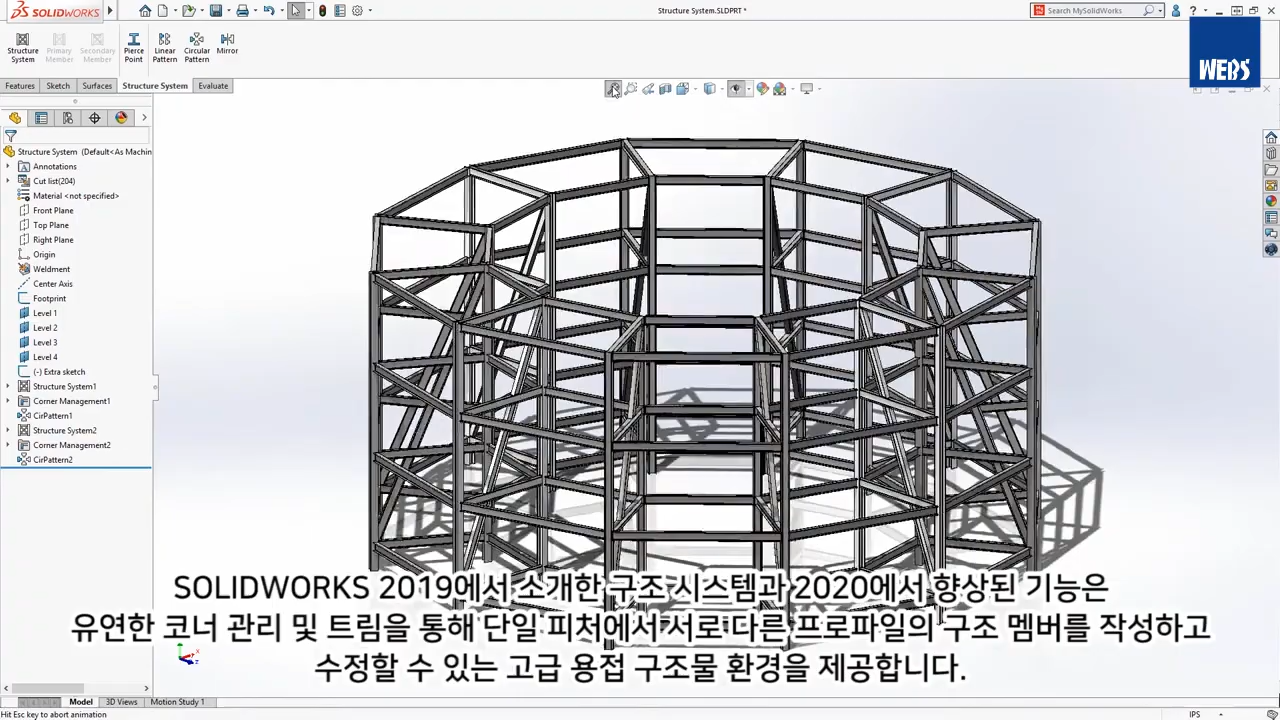 SOLIDWORKS
Structure System.SLDPRT *
Search MySolidWorks
Structure System
Primary Member
Secondary Member
Pierce Point
Linear Pattern
Circular Pattern
Mirror
WEBS
Features Sketch Surfaces Structure System Evaluate
Structure System (Default<As Machin
Annotations
Cut list(204)
Material <not specified>
Front Plane
Top Plane
Right Plane
Origin
Weldment
Center Axis
Footprint
Level 1
Level 2
Level 3
Level 4
(-) Extra sketch
Structure System1
Corner Management1
CirPattern1
Structure System2
Corner Management2
CirPattern2
SOLIDWORKS 2019에서 소개한 구조 시스템과 2020에서 향상된 기능은
유연한 코너 관리 및 트림을 통해 단일 피처에서 서로 다른 프로파일의 구조 멤버를 작성하고
수정할 수 있는 고급 용접 구조물 환경을 제공합니다.
Model 3D Views Motion Study 1
Hit Esc key to abort animation
IPS